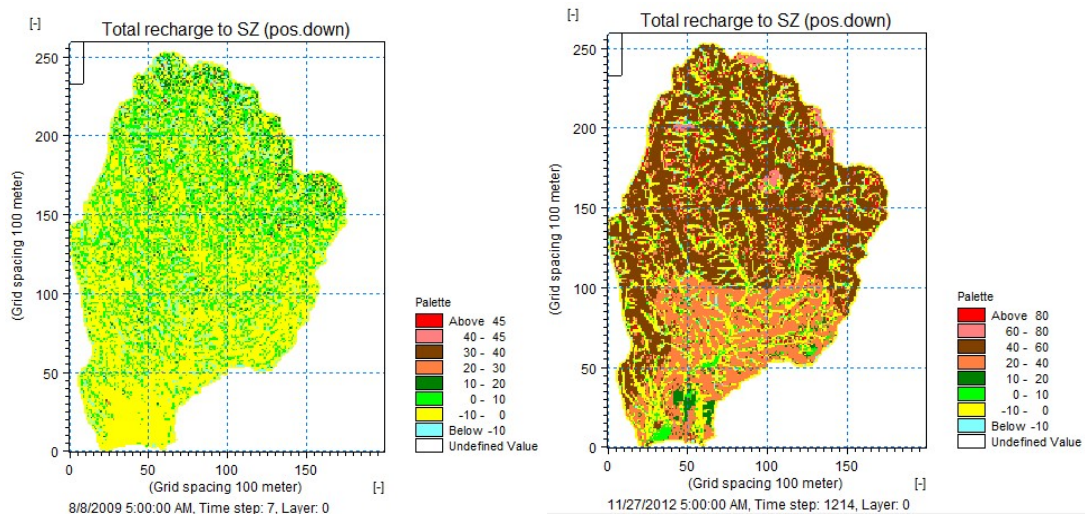 [-]
Total recharge to SZ (pos.down)
250
200
150
100
50
0
(Grid spacing 100 meter)
0
50
100
150
(Grid spacing 100 meter)
[-]
8/8/2009 5:00:00 AM, Time step: 7, Layer: 0
Palette
Above 45
40 - 45
30 - 40
20 - 30
10 - 20
0 - 10
-10 - 0
Below -10
Undefined Value
[-]
Total recharge to SZ (pos.down)
250
200
150
100
50
0
(Grid spacing 100 meter)
0
50
100
150
(Grid spacing 100 meter)
[-]
11/27/2012 5:00:00 AM, Time step: 1214, Layer: 0
Palette
Above 80
60 - 80
40 - 60
20 - 40
10 - 20
0 - 10
-10 - 0
Below -10
Undefined Value